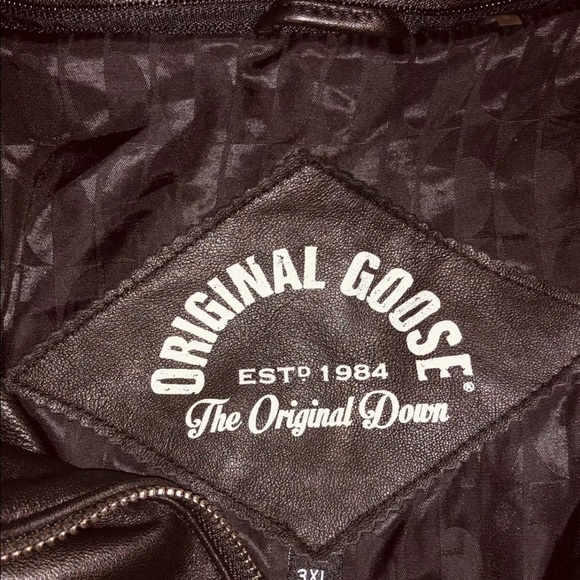 ORIGINAL GOOSE®
ESTD 1984
The Original Down
3XL